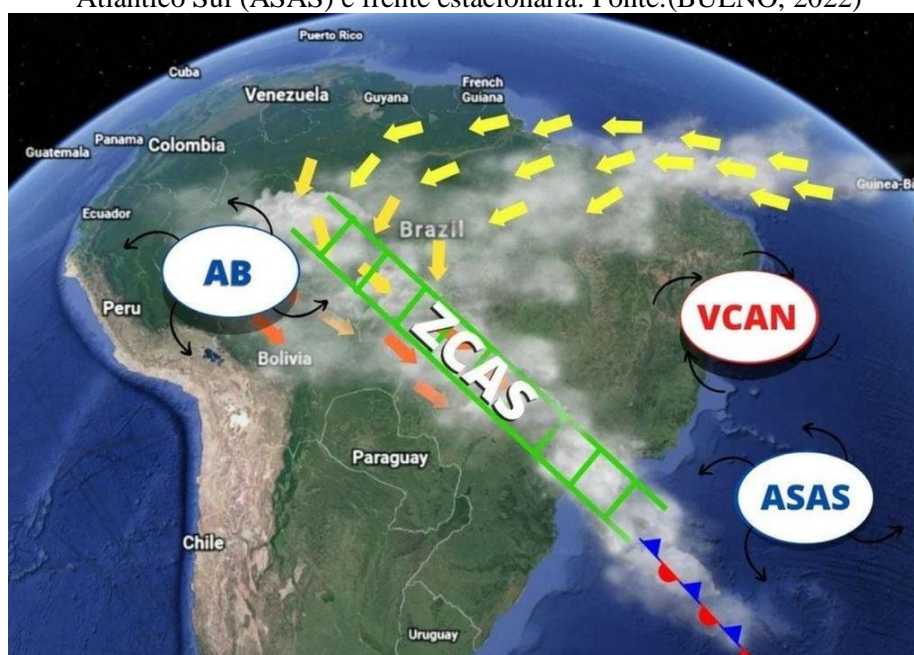 Atlântico Sul (ASAS) e frente estacionária. Fonte:(BUENO, 2022)
Puerto Rico
Cuba
Venezuela
Guyana
French
Guiana
Guatemala
Panama
Colombia
Guinea-Bi
Ecuador
Brazil
AB
Peru
VCAN
ZCAS
Bolivia
Paraguay
ASAS
Chile
Uruguay